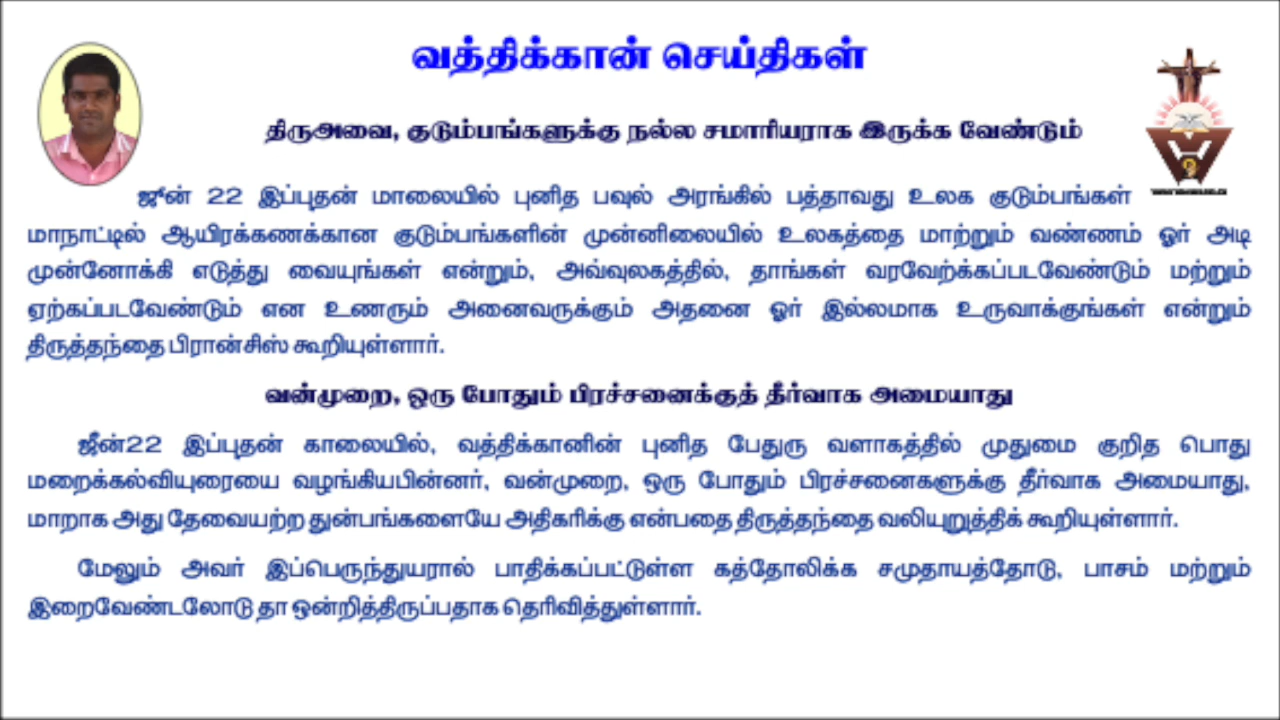 வத்திக்கான் செய்திகள்
திருஅவை, குடும்பங்களுக்கு நல்ல சமாரியராக இருக்க வேண்டும்
ஜூன் 22 இப்புதன் மாலையில் புனித பவுல் அரங்கில் பத்தாவது உலக குடும்பங்கள்
மாநாட்டில் ஆயிரக்கணக்கான குடும்பங்களின் முன்னிலையில் உலகத்தை மாற்றும் வண்ணம் ஓர் அடி
முன்னோக்கி எடுத்து வையுங்கள் என்றும், அவ்வுலகத்தில், தாங்கள் வரவேற்க்கப்படவேண்டும் மற்றும்
ஏற்கப்படவேண்டும் என உணரும் அனைவருக்கும் அதனை ஓர் இல்லமாக உருவாக்குங்கள் என்றும்
திருத்தந்தை பிரான்சிஸ் கூறியுள்ளார்.
வன்முறை, ஒரு போதும் பிரச்சனைக்குத் தீர்வாக அமையாது
ஜீன்22 இப்புதன் காலையில், வத்திக்கானின் புனித பேதுரு வளாகத்தில் முதுமை குறித பொது
மறைக்கல்வியுரையை வழங்கியபின்னர், வன்முறை, ஒரு போதும் பிரச்சனைகளுக்கு தீர்வாக அமையாது,
மாறாக அது தேவையற்ற துன்பங்களையே அதிகரிக்கு என்பதை திருத்தந்தை வலியுறுத்திக் கூறியுள்ளார்.
மேலும் அவர் இப்பெருந்துயரால் பாதிக்கப்பட்டுள்ள கத்தோலிக்க சமுதாயத்தோடு, பாசம் மற்றும்
இறைவேண்டலோடு தா ஒன்றித்திருப்பதாக தெரிவித்துள்ளார்.